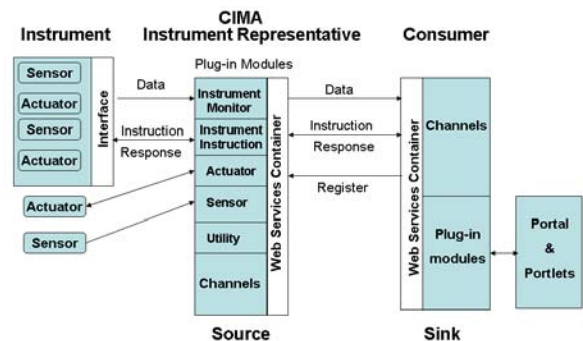 CIMA
Instrument
Instrument Representative
Consumer
Plug-in Modules
Sensor
Actuator
Sensor
Actuator
Interface
Data
Instruction
Response
Actuator
Sensor
Instrument
Monitor
Instrument
Instruction
Actuator
Sensor
Utility
Channels
Web Services Container
Data
Instruction
Response
Register
Web Services Container
Channels
Plug-in
modules
Portal
&
Portlets
Source
Sink